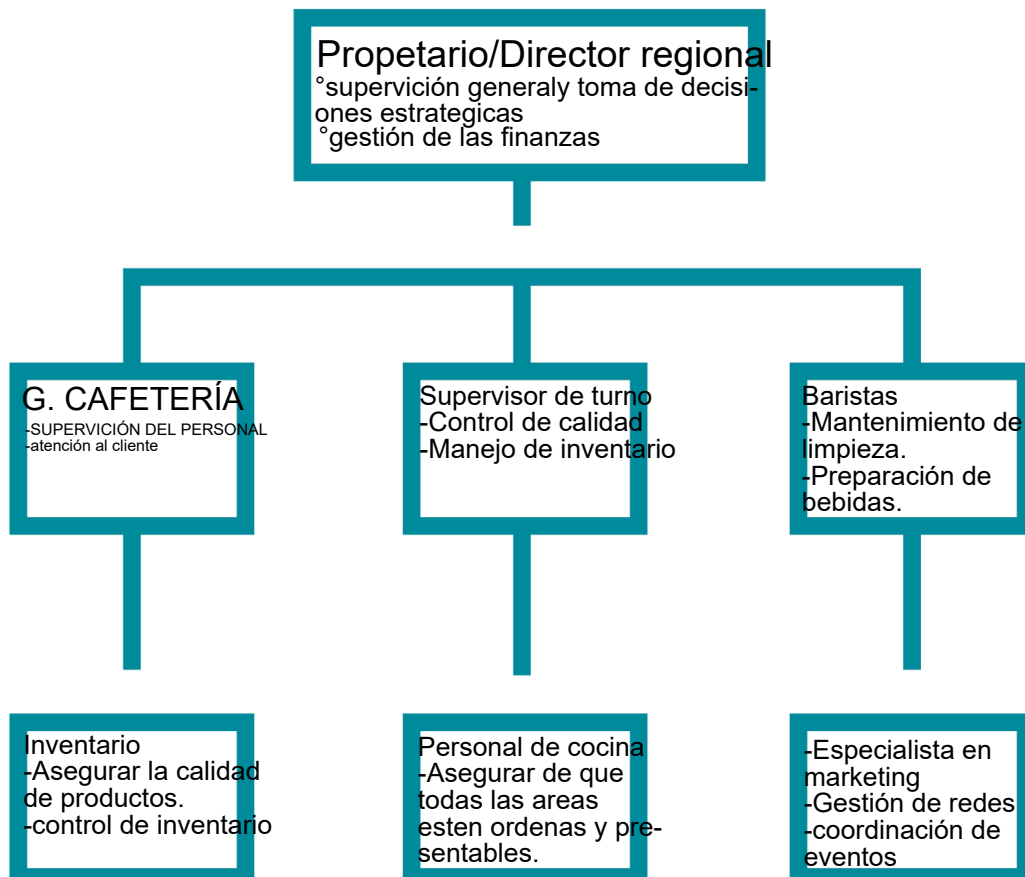 Propetario/Director regional
°supervición generaly toma de decisi-
ones estrategicas
°gestión de las finanzas
G. CAFETERÍA
-SUPERVICIÓN DEL PERSONAL
-atención al cliente
Supervisor de turno
-Control de calidad
-Manejo de inventario
Baristas
-Mantenimiento de
limpieza.
-Preparación de
bebidas.
Inventario
-Asegurar la calidad
de productos.
-control de inventario
Personal de cocina
-Asegurar de que
todas las areas
esten ordenas y pre-
sentables.
-Especialista en
marketing
-Gestión de redes
-coordinación de
eventos